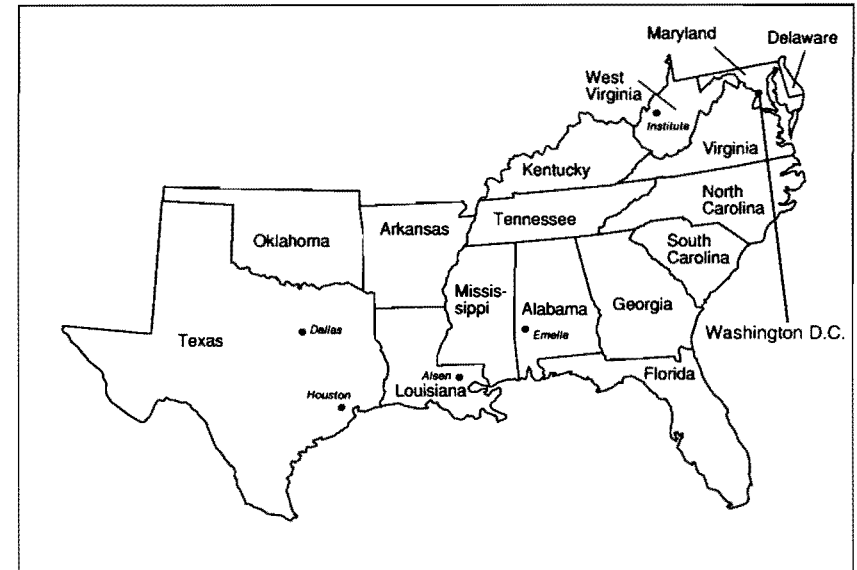 Maryland
Delaware
West
Virginia
Institute
Virginia
Kentucky
North
Carolina
Tennessee
Arkansas
Oklahoma
South
Carolina
Missis-
sippi
Alabama
Georgia
Emelle
Washington D.C.
Texas
Dallas
Alsen
Louisiana
Florida
Houston